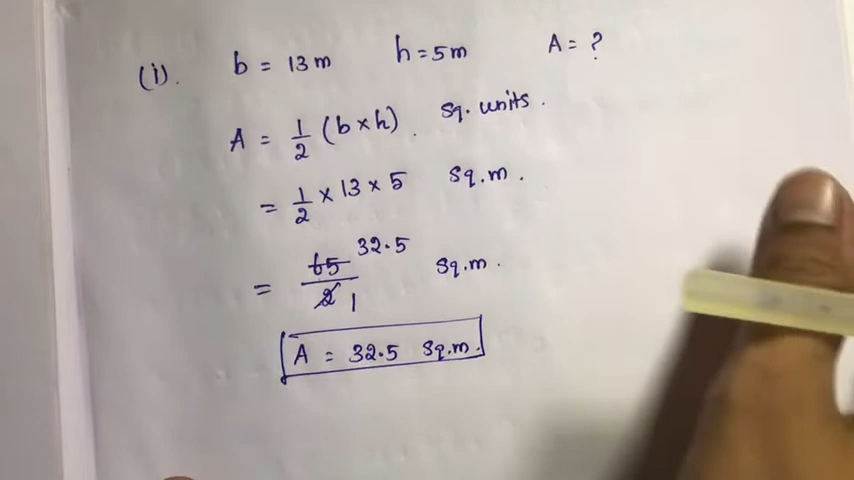 (i). b = 13 m h = 5 m A = ?
A = 1/2 (b × h). Sq. units.
= 1/2 × 13 × 5 Sq.m.
= 65/2 32.5 1 Sq.m.
A = 32.5 Sq.m.